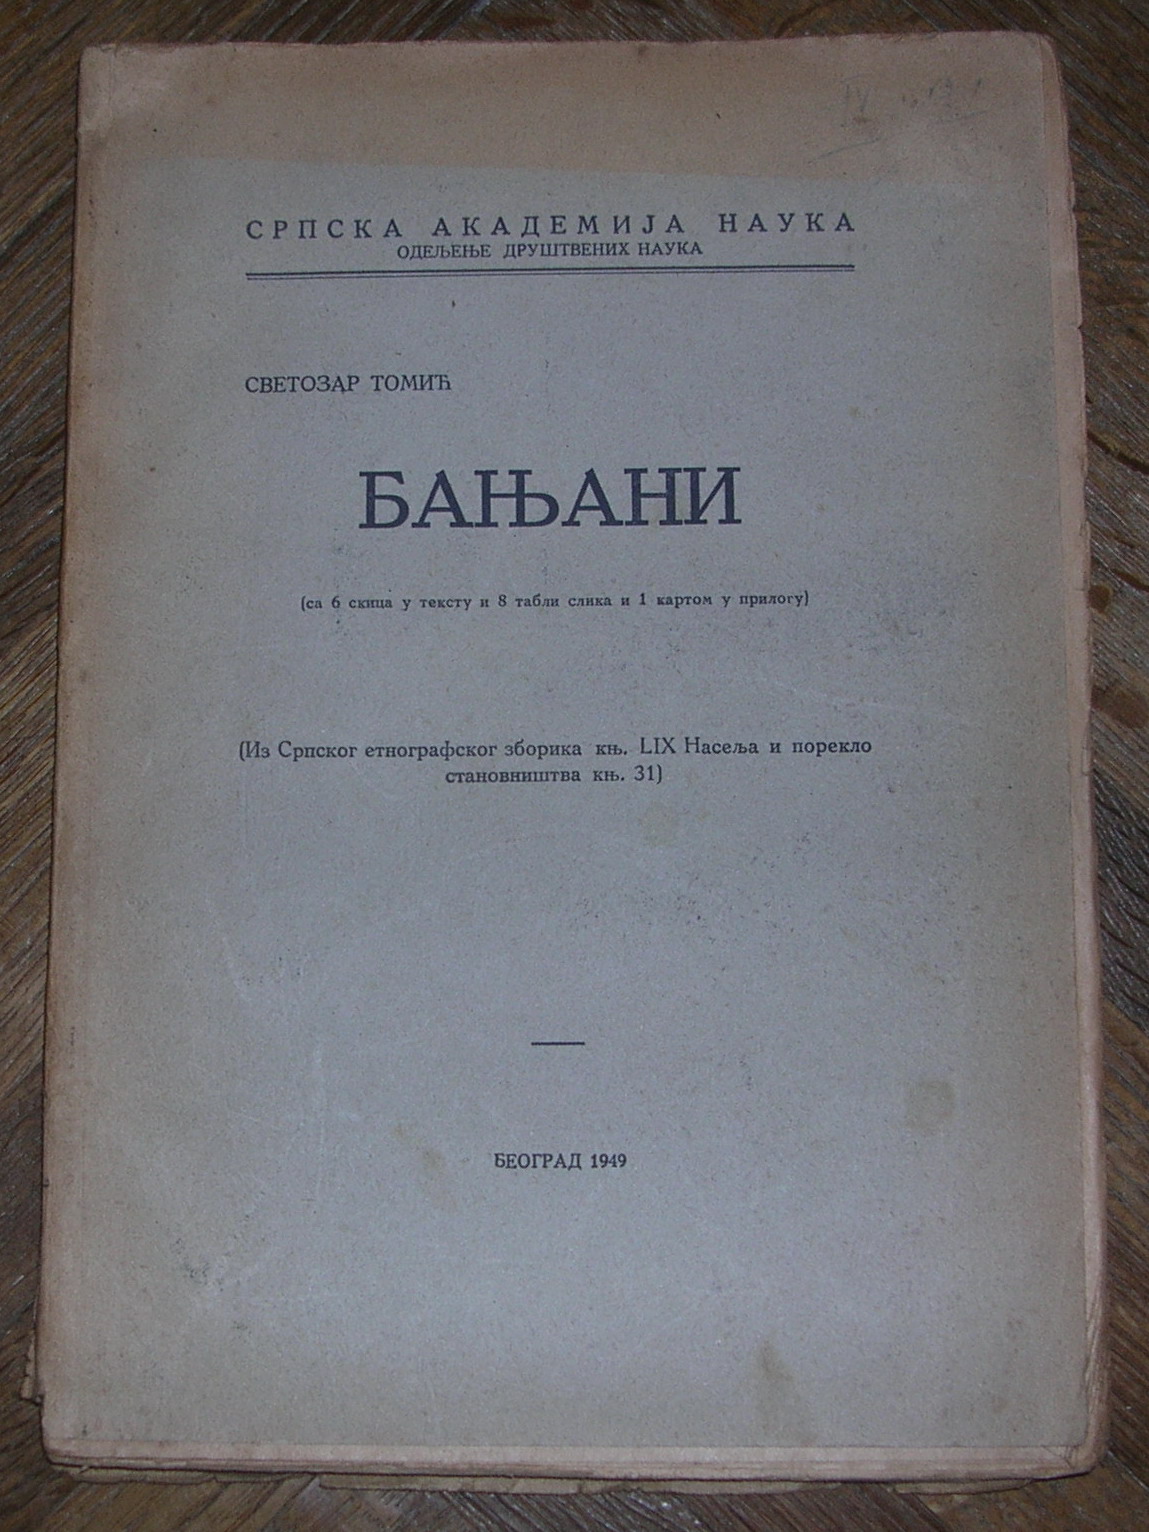 СРПСКА АКАДЕМИЈА НАУКА
ОДЕЉЕЊЕ ДРУШТВЕНИХ НАУКА
СВЕТОЗАР ТОМИЋ
БАЊАНИ
(са 6 скица у тексту и 8 табли слика и 1 картом у прилогу)
(Из Српског етнографског зборика књ. LIX Насеља и порекло
становништва књ. 31)
БЕОГРАД 1949